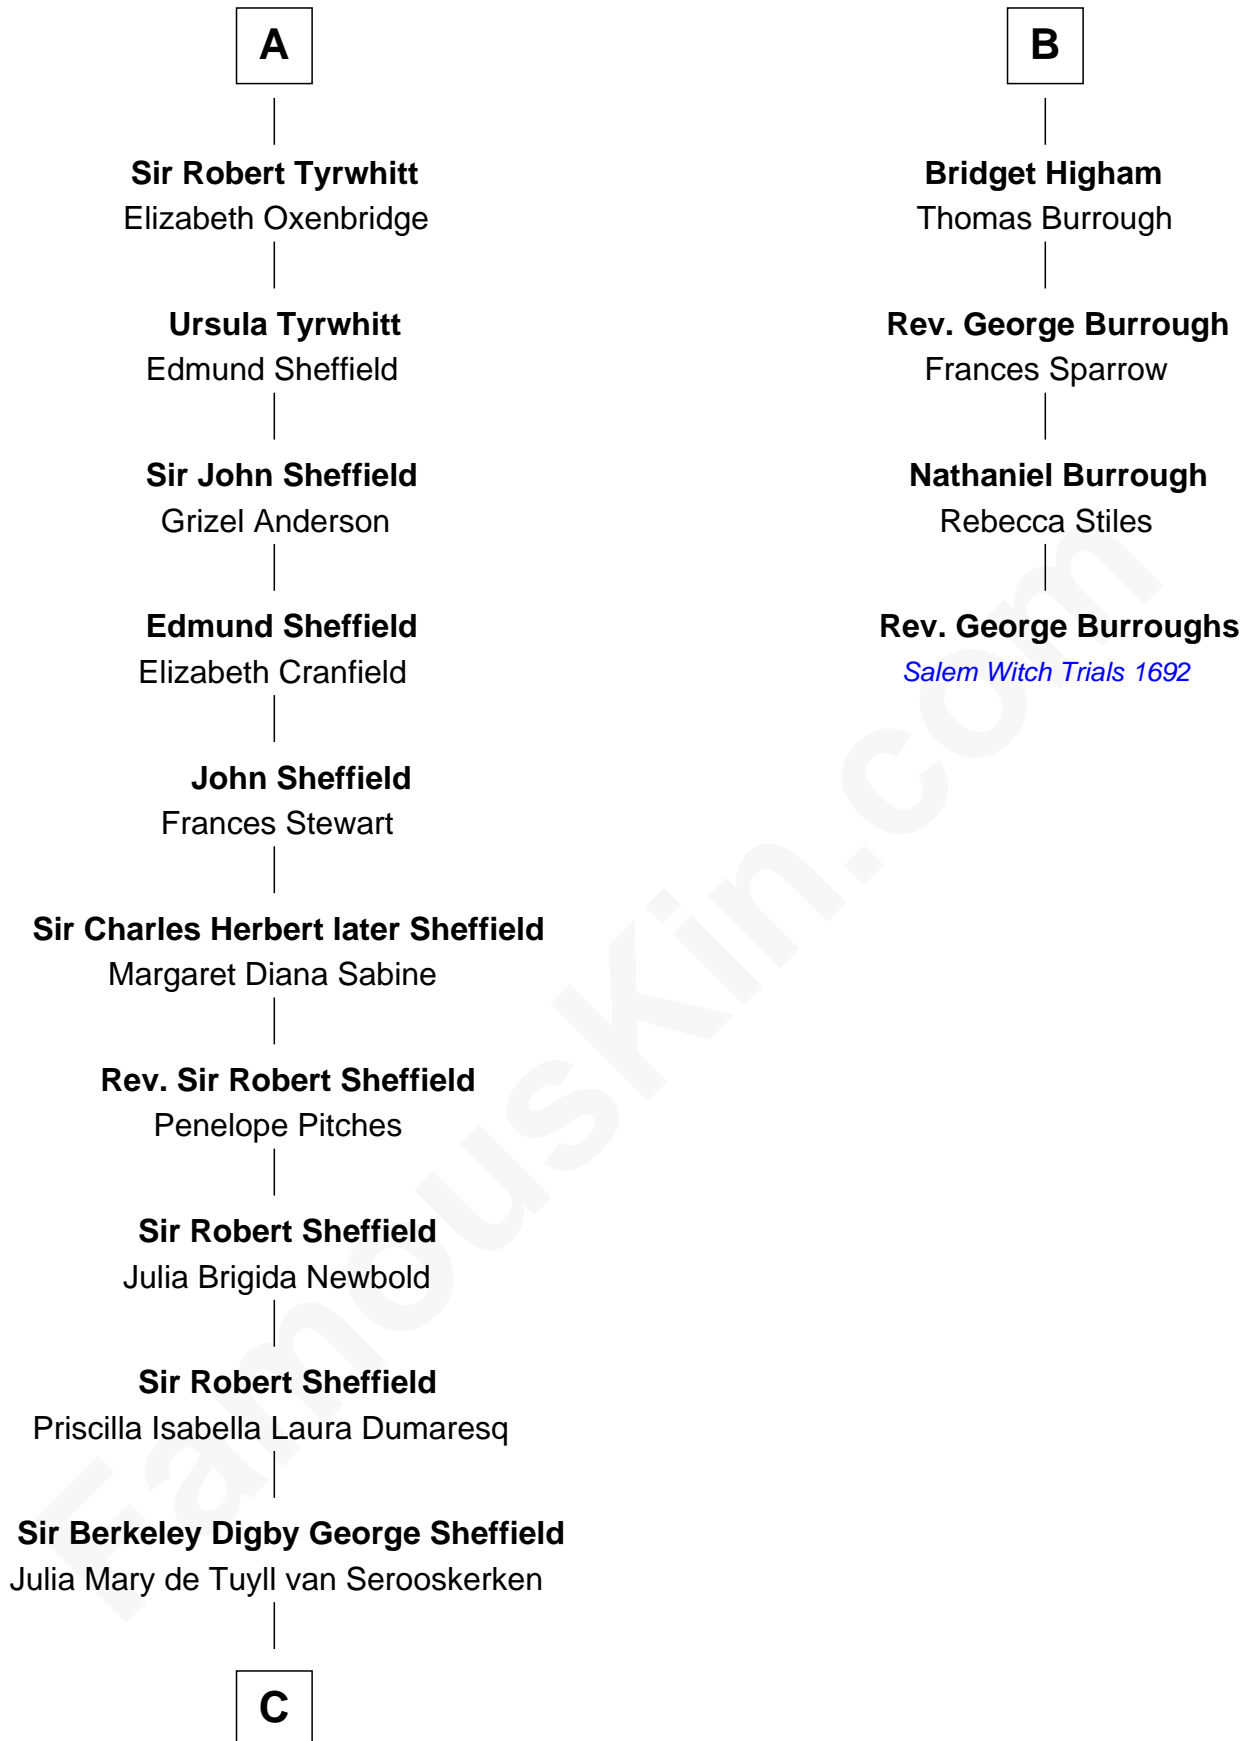 A
Sir Robert Tyrwhitt
Elizabeth Oxenbridge
Ursula Tyrwhitt
Edmund Sheffield
Sir John Sheffield
Grizel Anderson
Edmund Sheffield
Elizabeth Cranfield
John Sheffield
Frances Stewart
Sir Charles Herbert later Sheffield
Margaret Diana Sabine
Rev. Sir Robert Sheffield
Penelope Pitches
Sir Robert Sheffield
Julia Brigida Newbold
Sir Robert Sheffield
Priscilla Isabella Laura Dumaresq
Sir Berkeley Digby George Sheffield
Julia Mary de Tuyll van Serooskerken
C
B
Bridget Higham
Thomas Burrough
Rev. George Burrough
Frances Sparrow
Nathaniel Burrough
Rebecca Stiles
Rev. George Burroughs
Salem Witch Trials 1692
FamousKin.com